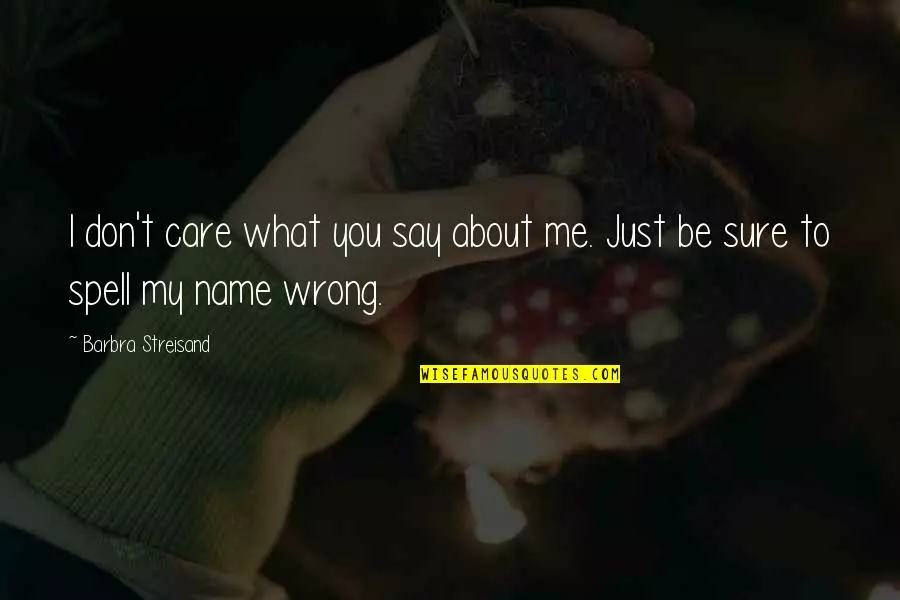 I don't care what you say about me. Just be sure to
spell my name wrong.
~ Barbra Streisand
WISEFAMOUSQUOTES.COM